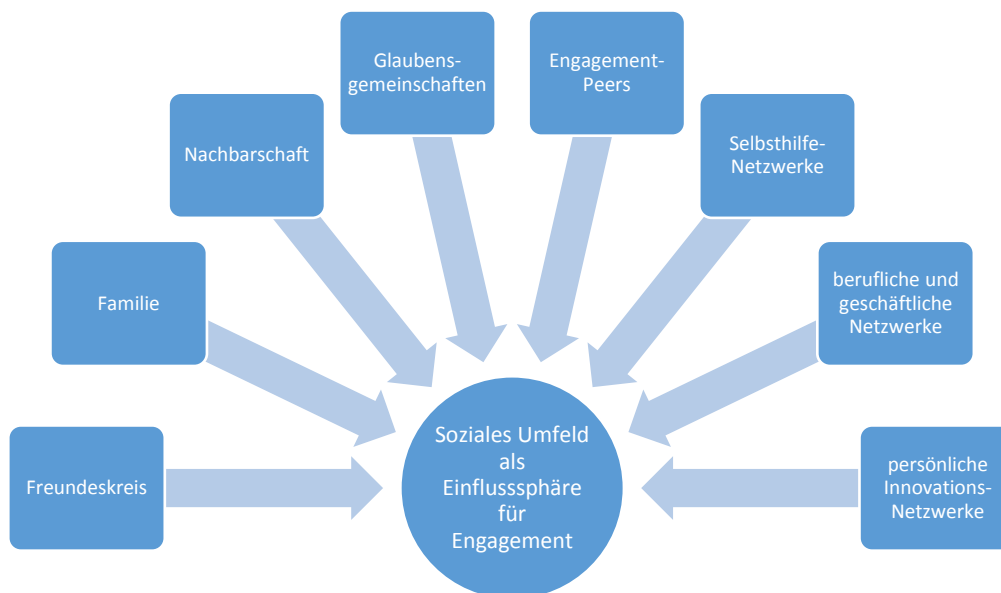 Glaubens-
gemeinschaften
Engagement-
Peers
Nachbarschaft
Selbsthilfe-
Netzwerke
Familie
berufliche und
geschäftliche
Netzwerke
Freundeskreis
Soziales Umfeld
als
Einflusssphäre
für
Engagement
persönliche
Innovations-
Netzwerke